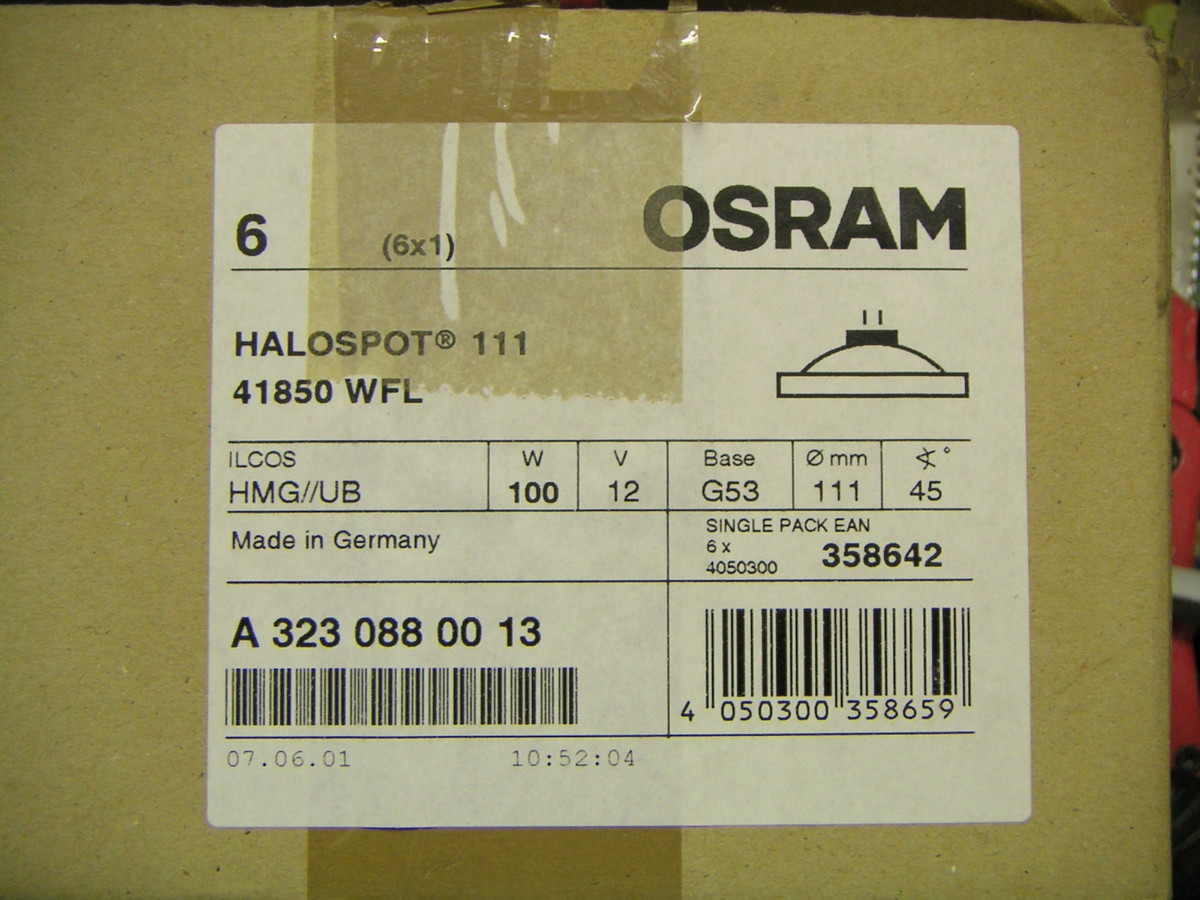 6 (6x1) OSRAM
HALOSPOT® 111
41850 WFL
ILCOS W V Base Ø mm ∢°
HMG//UB 100 12 G53 111 45
Made in Germany
SINGLE PACK EAN
6 x
4050300 358642
A 323 088 00 13
4 050300 358659
07.06.01 10:52:04